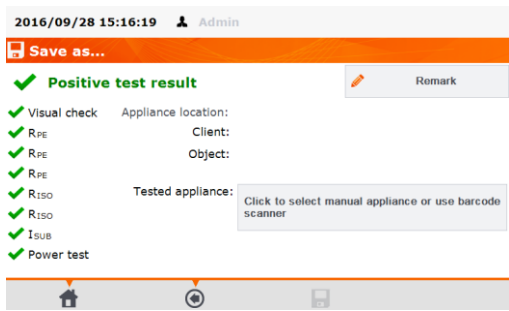 2016/09/28 15:16:19 Admin
Save as...
Positive test result
Remark
Visual check
RPE
RPE
RPE
RISO
RISO
ISUB
Power test
Appliance location:
Client:
Object:
Tested appliance:
Click to select manual appliance or use barcode
scanner